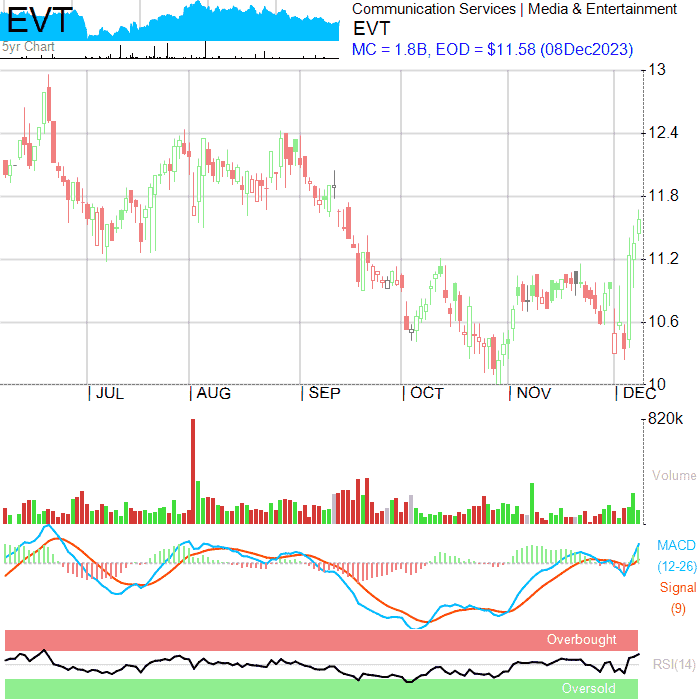 EVT
5yr Chart
Communication Services | Media & Entertainment
EVT
MC = 1.8B, EOD = $11.58 (08Dec2023)
13
12.4
11.8
11.2
10.6
10
JUL AUG SEP OCT NOV DEC
820k
Volume
MACD
(12-26)
Signal
(9)
Overbought
RSI(14)
Oversold